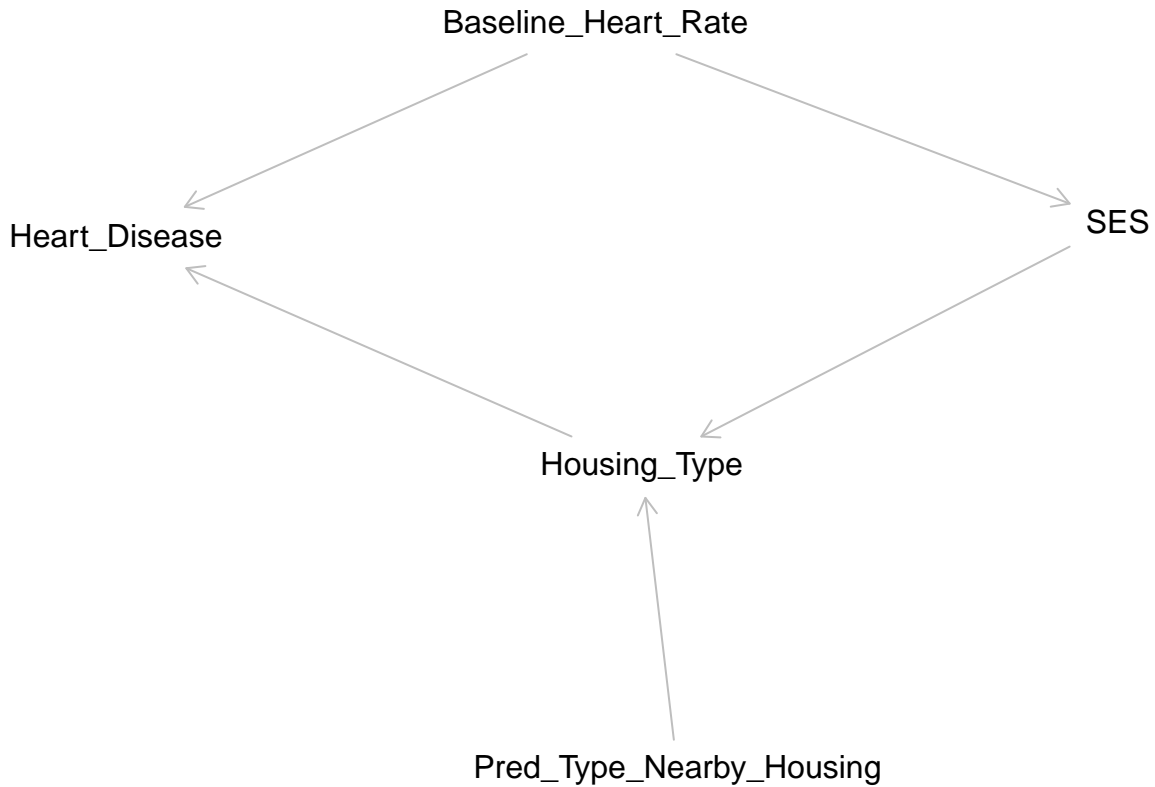 Baseline_Heart_Rate
SES
Heart_Disease
Housing_Type
Pred_Type_Nearby_Housing